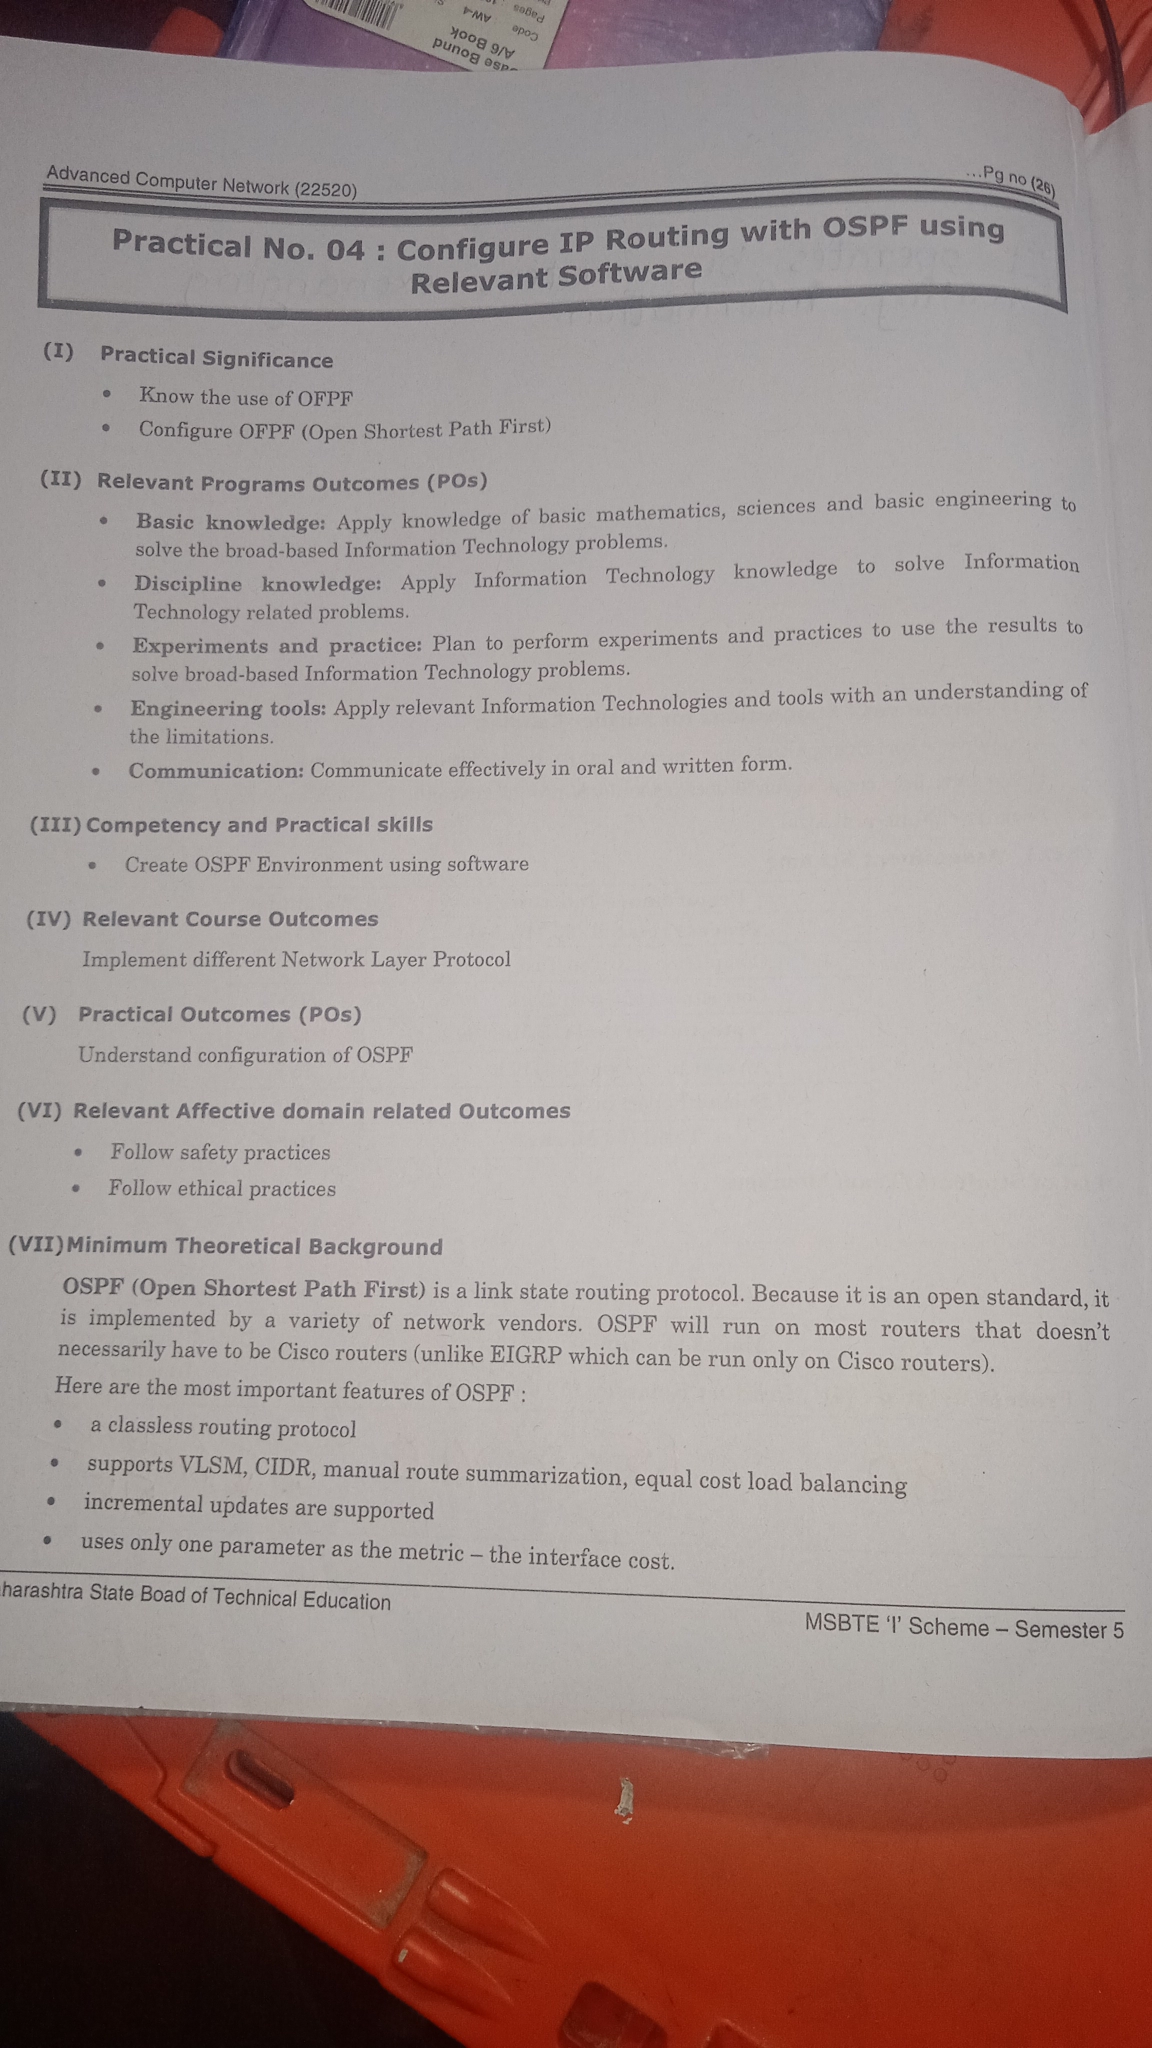 ase Bound
A/6 Book
Code
AW-4
Pages
Advanced Computer Network (22520)
...Pg no (26)
Practical No. 04 : Configure IP Routing with OSPF using
Relevant Software
(I) Practical Significance
• Know the use of OFPF
• Configure OFPF (Open Shortest Path First)
(II) Relevant Programs Outcomes (POs)
• Basic knowledge: Apply knowledge of basic mathematics, sciences and basic engineering to
solve the broad-based Information Technology problems.
• Discipline knowledge: Apply Information Technology knowledge to solve Information
Technology related problems.
• Experiments and practice: Plan to perform experiments and practices to use the results to
solve broad-based Information Technology problems.
• Engineering tools: Apply relevant Information Technologies and tools with an understanding of
the limitations.
• Communication: Communicate effectively in oral and written form.
(III) Competency and Practical skills
• Create OSPF Environment using software
(IV) Relevant Course Outcomes
Implement different Network Layer Protocol
(V) Practical Outcomes (POs)
Understand configuration of OSPF
(VI) Relevant Affective domain related Outcomes
• Follow safety practices
• Follow ethical practices
(VII) Minimum Theoretical Background
OSPF (Open Shortest Path First) is a link state routing protocol. Because it is an open standard, it
is implemented by a variety of network vendors. OSPF will run on most routers that doesn't
necessarily have to be Cisco routers (unlike EIGRP which can be run only on Cisco routers).
Here are the most important features of OSPF :
• a classless routing protocol
• supports VLSM, CIDR, manual route summarization, equal cost load balancing
• incremental updates are supported
• uses only one parameter as the metric – the interface cost.
harashtra State Boad of Technical Education
MSBTE 'I' Scheme – Semester 5